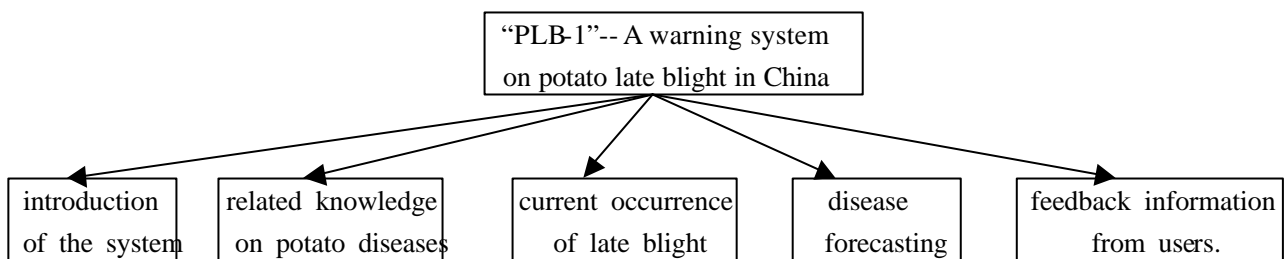 “PLB-1”-- A warning system
on potato late blight in China
introduction
of the system
related knowledge
on potato diseases
current occurrence
of late blight
disease
forecasting
feedback information
from users.